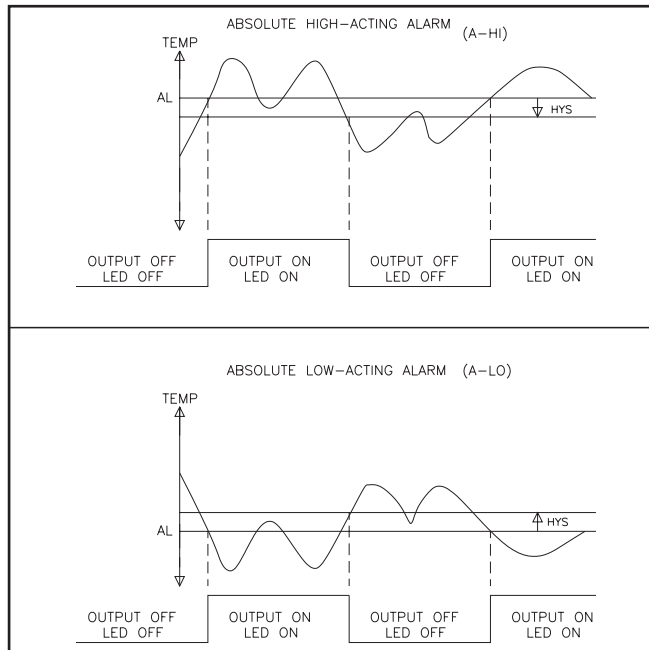 ABSOLUTE HIGH-ACTING ALARM (A-HI)
TEMP
AL
HYS
OUTPUT OFF
LED OFF
OUTPUT ON
LED ON
OUTPUT OFF
LED OFF
OUTPUT ON
LED ON
ABSOLUTE LOW-ACTING ALARM (A-LO)
TEMP
AL
HYS
OUTPUT OFF
LED OFF
OUTPUT ON
LED ON
OUTPUT OFF
LED OFF
OUTPUT ON
LED ON